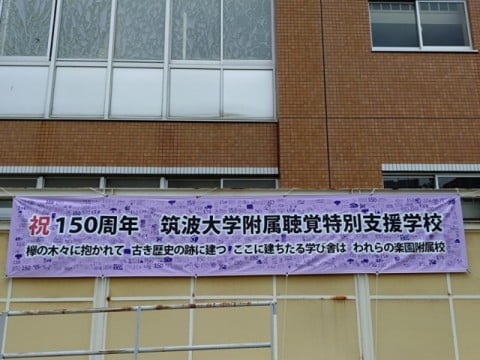 祝 150周年 筑波大学附属聴覚特別支援学校
欅の木々に抱かれて 古き歴史の跡に建つ ここに建ちたる学び舎は われらの楽園附属校